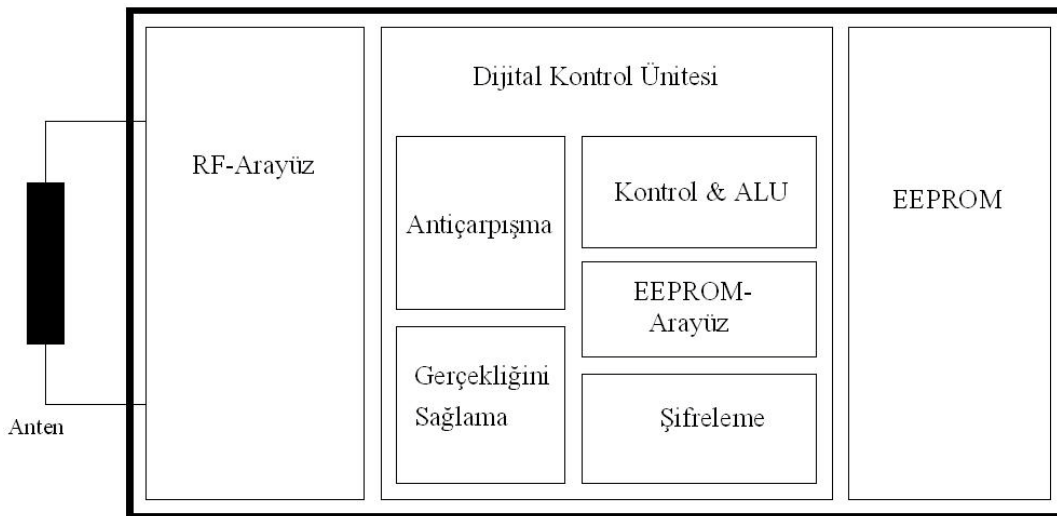 Dijital Kontrol Ünitesi
RF-Arayüz
Kontrol & ALU
EEPROM
Antiçarpışma
EEPROM-
Arayüz
Gerçekliğini
Sağlama
Şifreleme
Anten